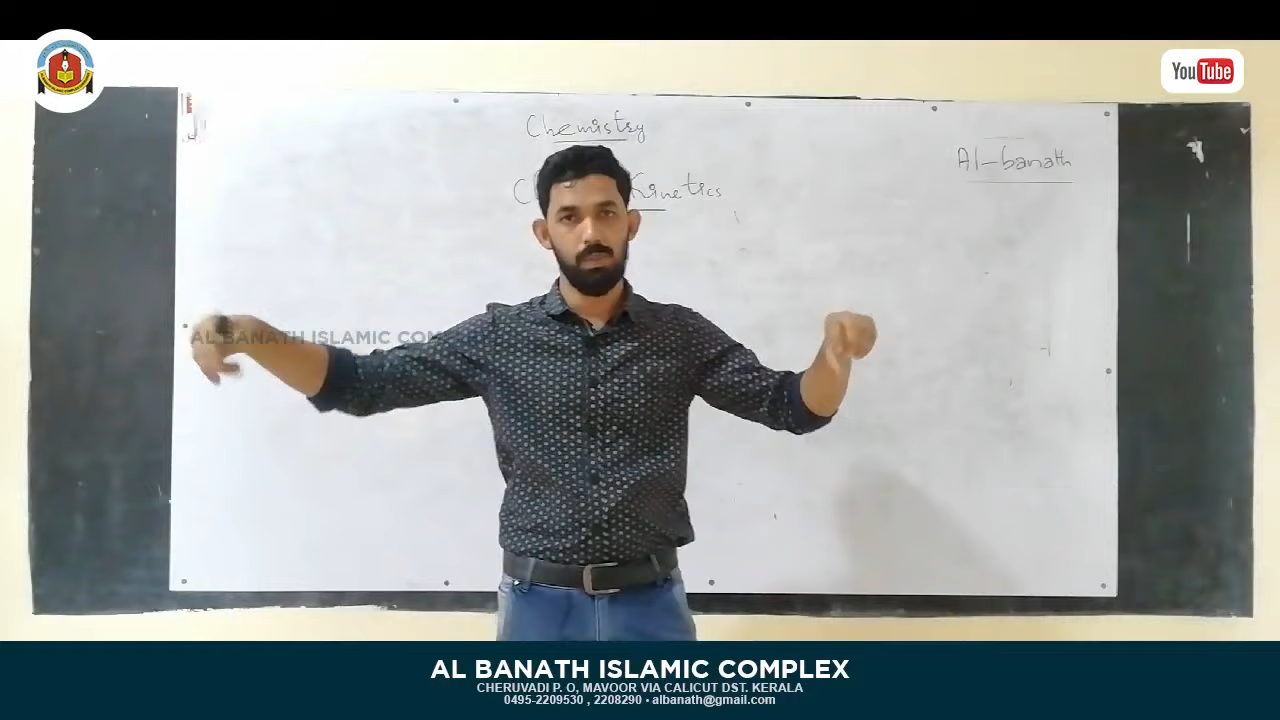 YouTube
Chemistry
Al-banath
Kinetics
AL BANATH ISLAMIC
AL BANATH ISLAMIC COMPLEX
CHERUVADI P. O, MAVOOR VIA CALICUT DST. KERALA
0495-2209530 , 2208290 • albanath@gmail.com